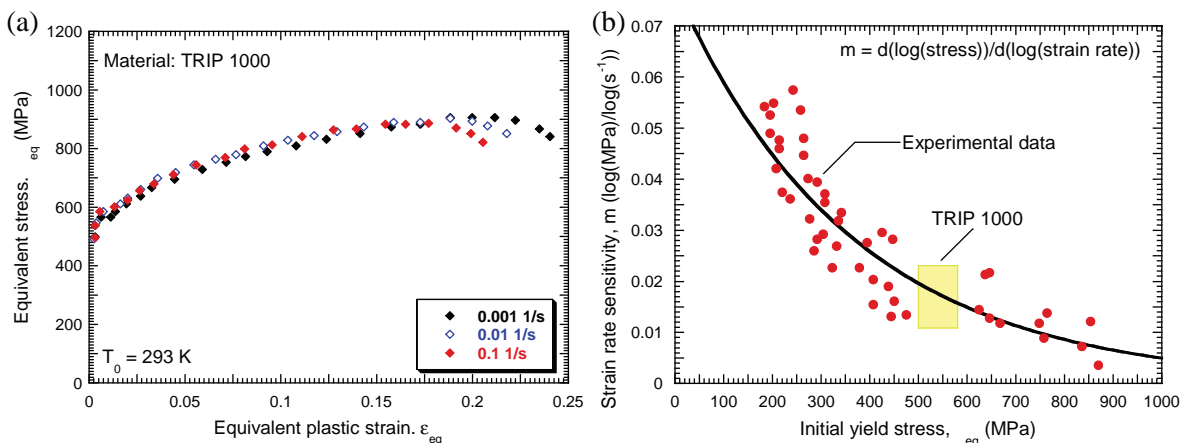 (a)
1200
1000
800
600
400
200
0
Equivalent stress. eq (MPa)
Material: TRIP 1000
0.001 1/s
0.01 1/s
0.1 1/s
T0 = 293 K
0
0.05
0.1
0.15
0.2
0.25
Equivalent plastic strain. εeq
(b)
0.07
0.06
0.05
0.04
0.03
0.02
0.01
0
Strain rate sensitivity, m (log(MPa)/log(s⁻¹)
m = d(log(stress))/d(log(strain rate))
Experimental data
TRIP 1000
0
100
200
300
400
500
600
700
800
900
1000
Initial yield stress, eq (MPa)